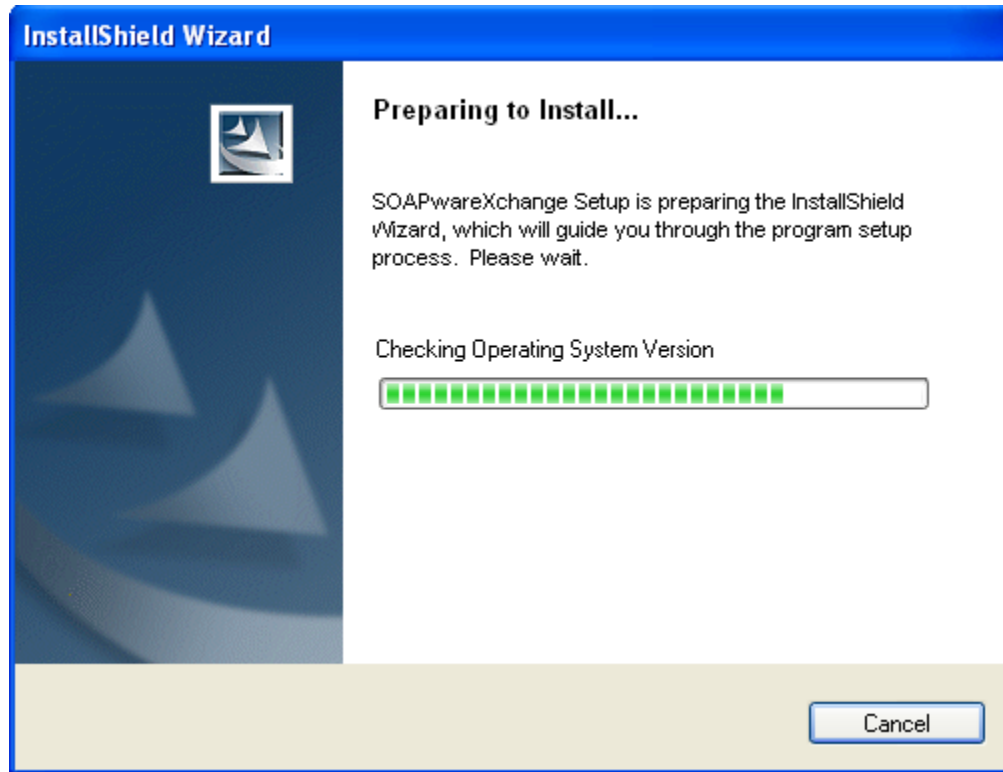 InstallShield Wizard
Preparing to Install...
SOAPwareXchange Setup is preparing the InstallShield
Wizard, which will guide you through the program setup
process. Please wait.
Checking Operating System Version
Cancel